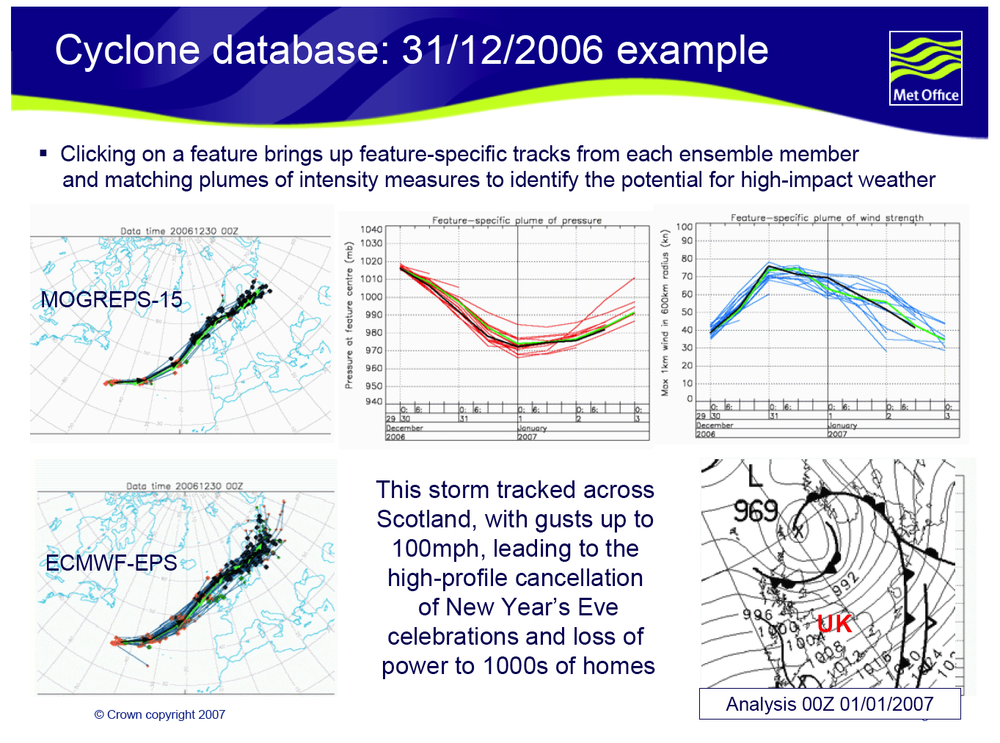 Cyclone database: 31/12/2006 example
Met Office
▪ Clicking on a feature brings up feature-specific tracks from each ensemble member
and matching plumes of intensity measures to identify the potential for high-impact weather
Data time 20061230 00Z
MOGREPS-15
Feature-specific plume of pressure
Pressure at feature centre (mb)
1040
1030
1020
1010
1000
990
980
970
960
950
940
0: 6: 0: 6: 0: 6: 0: 0:
29 30 31 1 2 3
December January
2006 2007
Feature-specific plume of wind strength
Max 1km wind in 600km radius (kn)
100
90
80
70
60
50
40
30
20
10
0
0: 6: 0: 6: 0: 6: 0: 0:
29 30 31 1 2 3
December January
2006 2007
Data time 20061230 00Z
ECMWF-EPS
This storm tracked across
Scotland, with gusts up to
100mph, leading to the
high-profile cancellation
of New Year's Eve
celebrations and loss of
power to 1000s of homes
L
969
X
992
996
1000
UK
1004
1008
1012
1016
1020
1024
Analysis 00Z 01/01/2007
© Crown copyright 2007